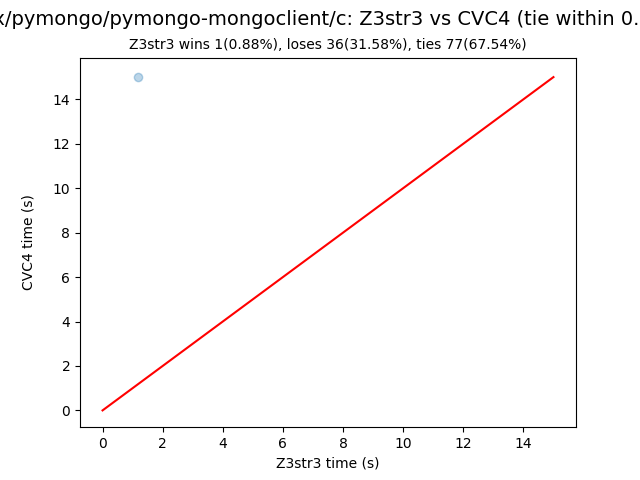 x/pymongo/pymongo-mongoclient/c: Z3str3 vs CVC4 (tie within 0.
Z3str3 wins 1(0.88%), loses 36(31.58%), ties 77(67.54%)
14
12
10
8
6
4
2
0
CVC4 time (s)
0 2 4 6 8 10 12 14
Z3str3 time (s)